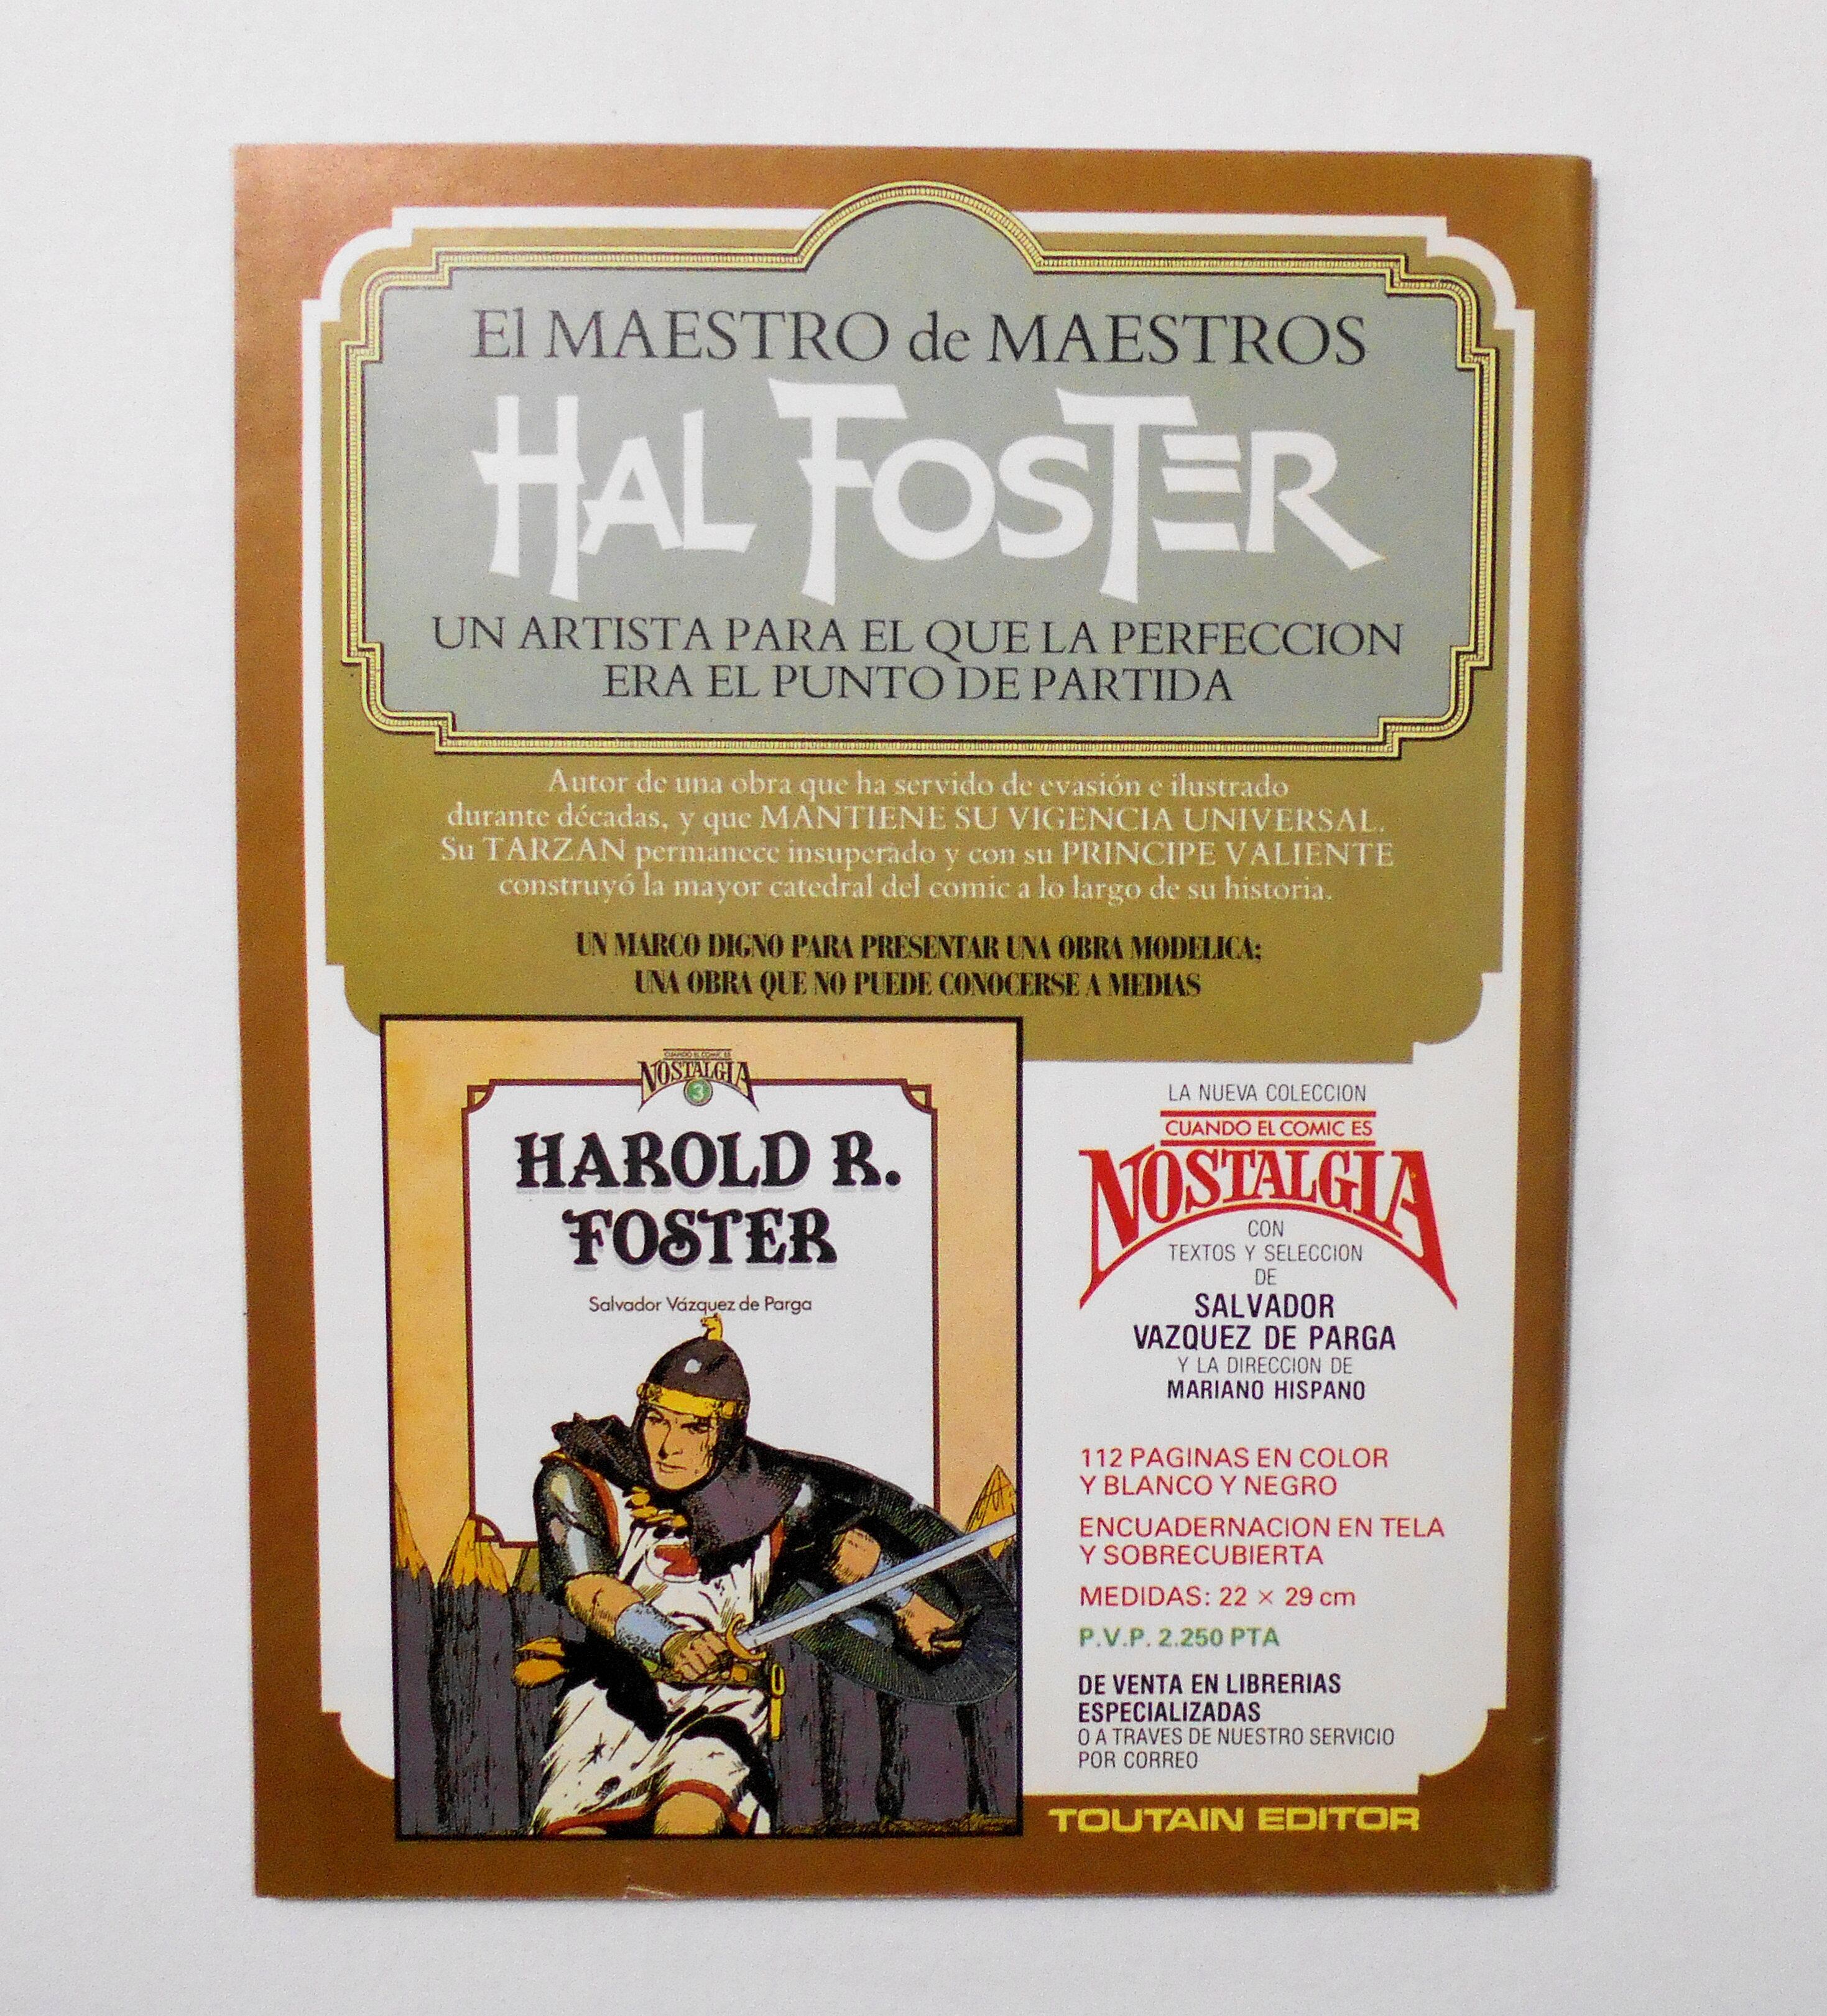 El MAESTRO de MAESTROS
HAL FOSTER
UN ARTISTA PARA EL QUE LA PERFECCION
ERA EL PUNTO DE PARTIDA
Autor de una obra que ha servido de evasión e ilustrado
durante décadas, y que MANTIENE SU VIGENCIA UNIVERSAL.
Su TARZAN permanece insuperado y con su PRINCIPE VALIENTE
construyó la mayor catedral del comic a lo largo de su historia.
UN MARCO DIGNO PARA PRESENTAR UNA OBRA MODELICA;
UNA OBRA QUE NO PUEDE CONOCERSE A MEDIAS
CUANDO EL COMIC ES
NOSTALGIA
3
HAROLD R.
FOSTER
Salvador Vázquez de Parga
LA NUEVA COLECCION
CUANDO EL COMIC ES
NOSTALGIA
CON
TEXTOS Y SELECCION
DE
SALVADOR
VAZQUEZ DE PARGA
Y LA DIRECCION DE
MARIANO HISPANO
112 PAGINAS EN COLOR
Y BLANCO Y NEGRO
ENCUADERNACION EN TELA
Y SOBRECUBIERTA
MEDIDAS: 22 × 29 cm
P.V.P. 2.250 PTA
DE VENTA EN LIBRERIAS
ESPECIALIZADAS
O A TRAVES DE NUESTRO SERVICIO
POR CORREO
TOUTAIN EDITOR